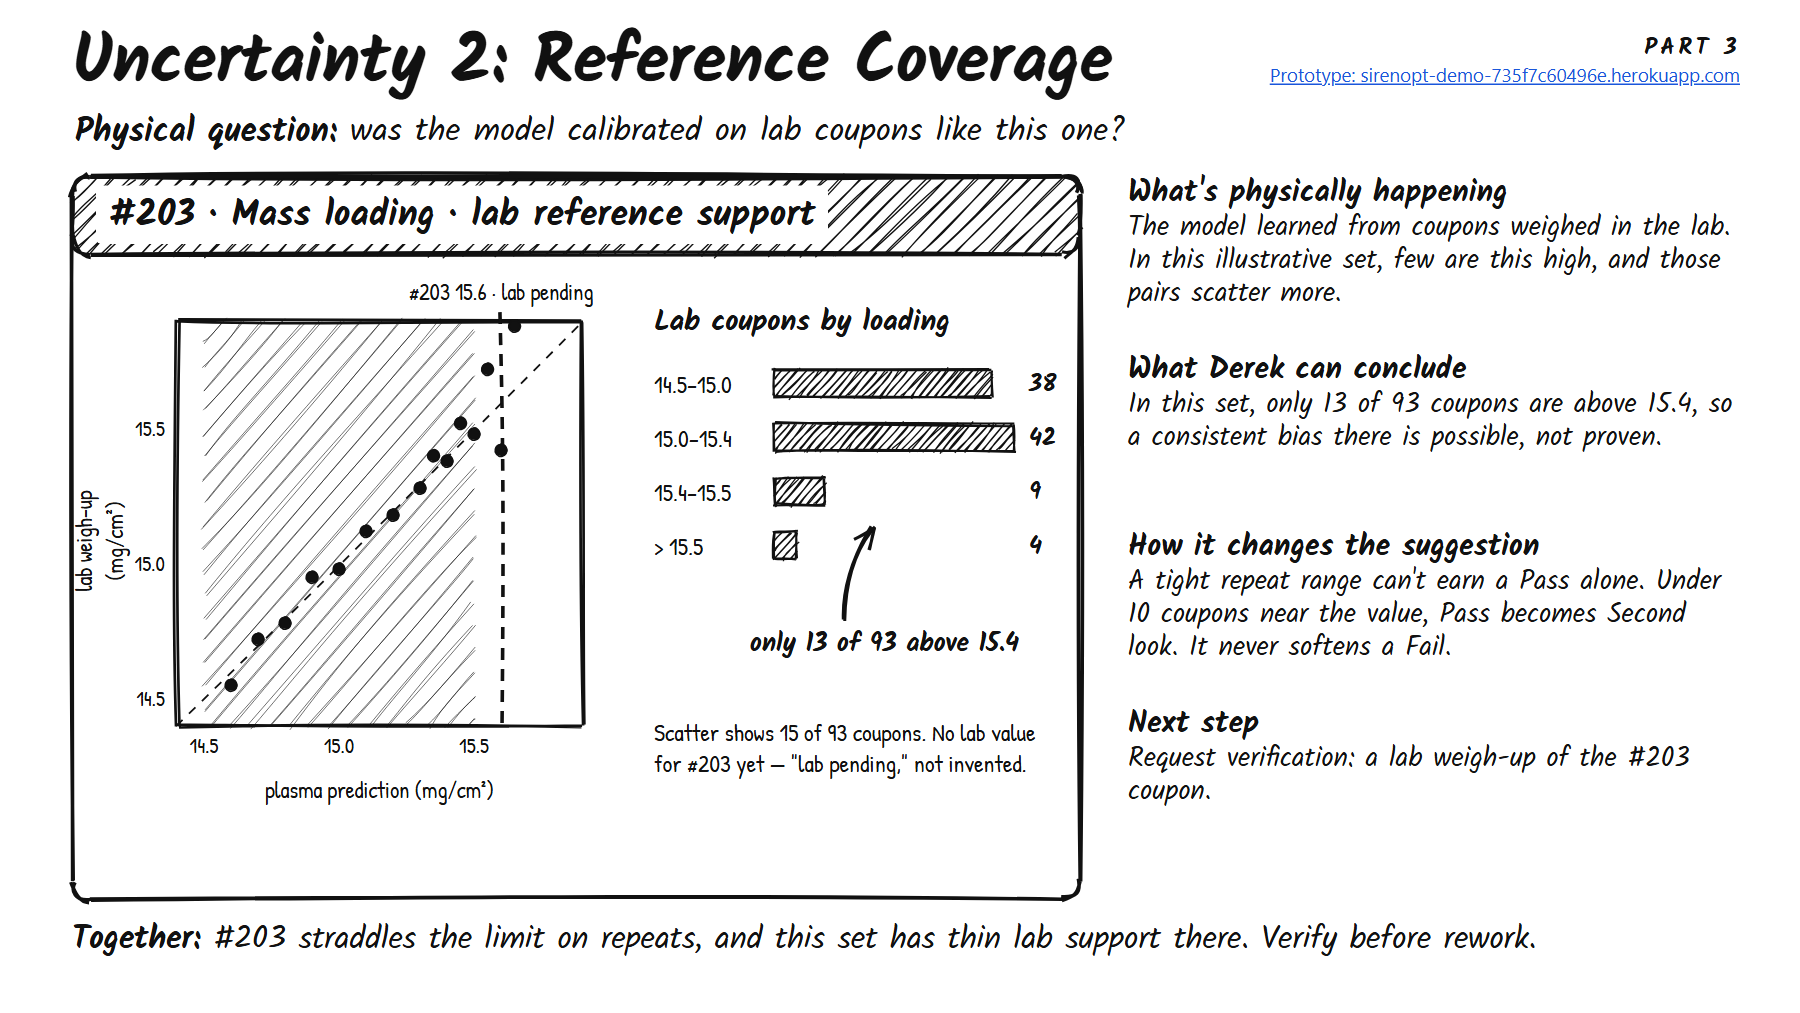 Uncertainty 2: Reference Coverage
PART 3
Prototype: sirenopt-demo-735f7c60496e.herokuapp.com
Physical question: was the model calibrated on lab coupons like this one?
#203 · Mass loading · lab reference support
#203 15.6 · lab pending
15.5
15.0
14.5
lab weigh-up
(mg/cm²)
14.5
15.0
15.5
plasma prediction (mg/cm²)
Lab coupons by loading
14.5–15.0
38
15.0–15.4
42
15.4–15.5
9
> 15.5
4
only 13 of 93 above 15.4
Scatter shows 15 of 93 coupons. No lab value
for #203 yet — "lab pending," not invented.
What's physically happening
The model learned from coupons weighed in the lab.
In this illustrative set, few are this high, and those
pairs scatter more.
What Derek can conclude
In this set, only 13 of 93 coupons are above 15.4, so
a consistent bias there is possible, not proven.
How it changes the suggestion
A tight repeat range can't earn a Pass alone. Under
10 coupons near the value, Pass becomes Second
look. It never softens a Fail.
Next step
Request verification: a lab weigh-up of the #203
coupon.
Together: #203 straddles the limit on repeats, and this set has thin lab support there. Verify before rework.